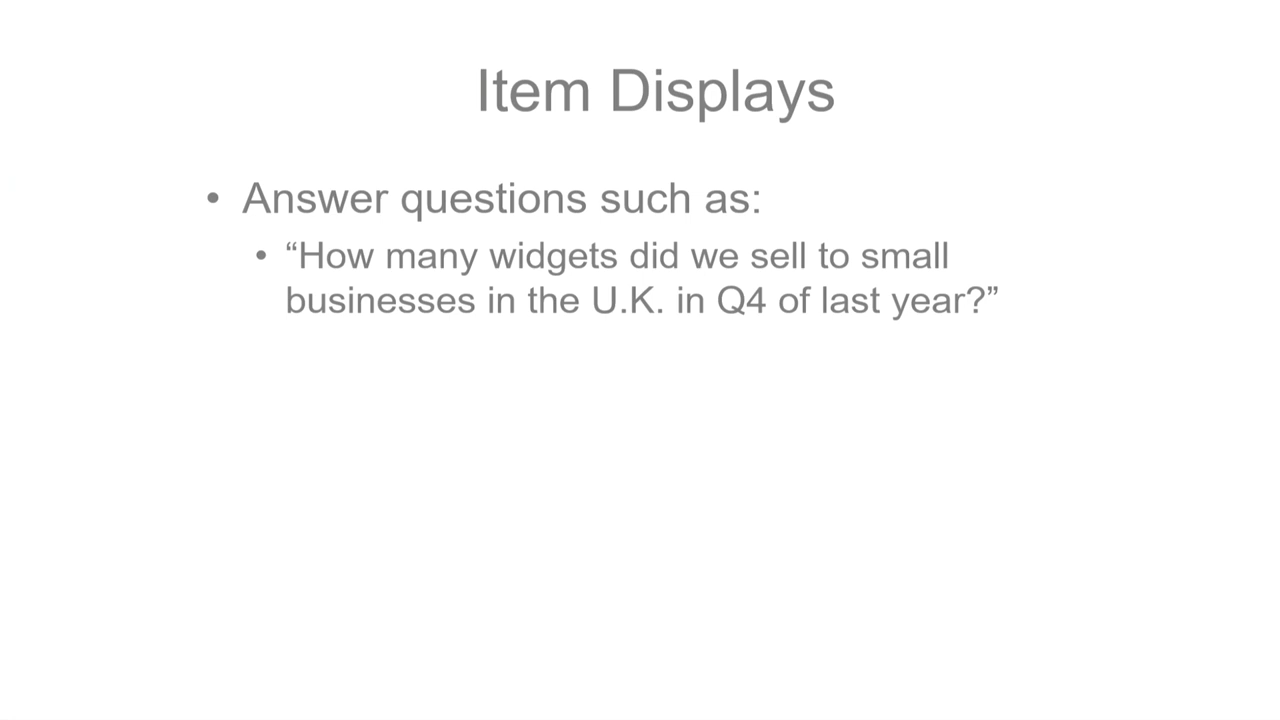 Item Displays
• Answer questions such as:
• “How many widgets did we sell to small
businesses in the U.K. in Q4 of last year?”